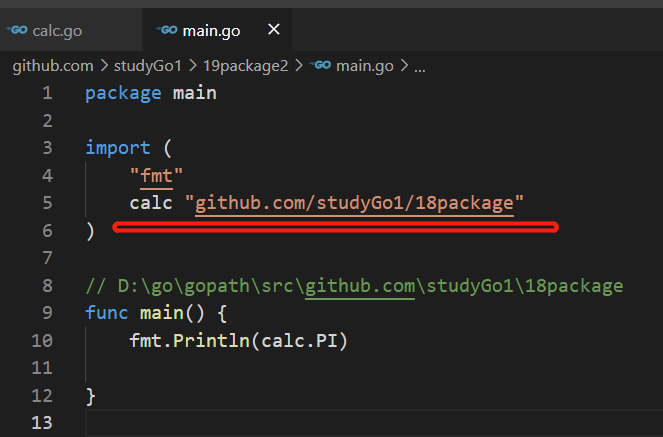 GO calc.go GO main.go ×
github.com > studyGo1 > 19package2 > GO main.go > ...
1 package main
2
3 import (
4 "fmt"
5 calc "github.com/studyGo1/18package"
6 )
7
8 // D:\go\gopath\src\github.com\studyGo1\18package
9 func main() {
10 fmt.Println(calc.PI)
11
12 }
13